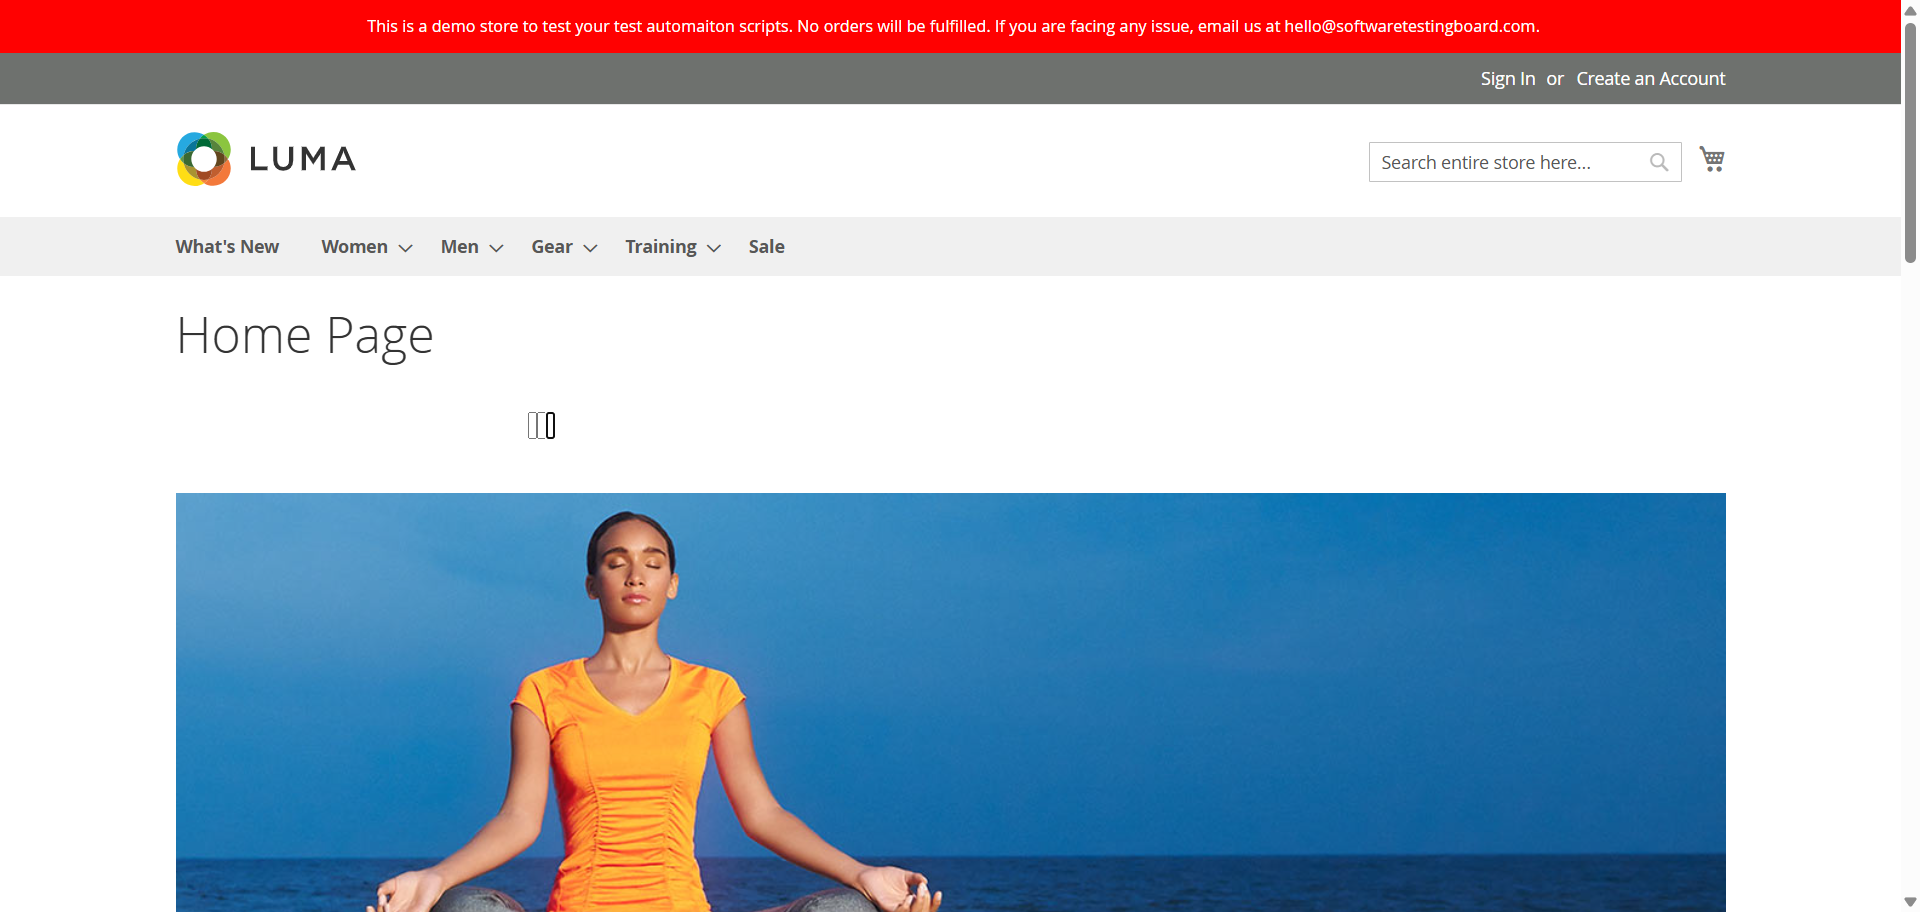 This is a demo store to test your test automaiton scripts. No orders will be fulfilled. If you are facing any issue, email us at hello@softwaretestingboard.com.
Sign In or Create an Account
LUMA
Search entire store here...
What's New Women Men Gear Training Sale
Home Page